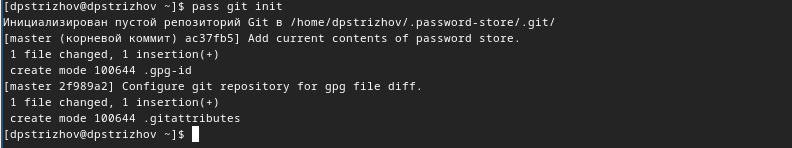 [dpstrizhov@dpstrizhov ~]$ pass git init
Инициализирован пустой репозиторий Git в /home/dpstrizhov/.password-store/.git/
[master (корневой коммит) ac37fb5] Add current contents of password store.
 1 file changed, 1 insertion(+)
 create mode 100644 .gpg-id
[master 2f989a2] Configure git repository for gpg file diff.
 1 file changed, 1 insertion(+)
 create mode 100644 .gitattributes
[dpstrizhov@dpstrizhov ~]$